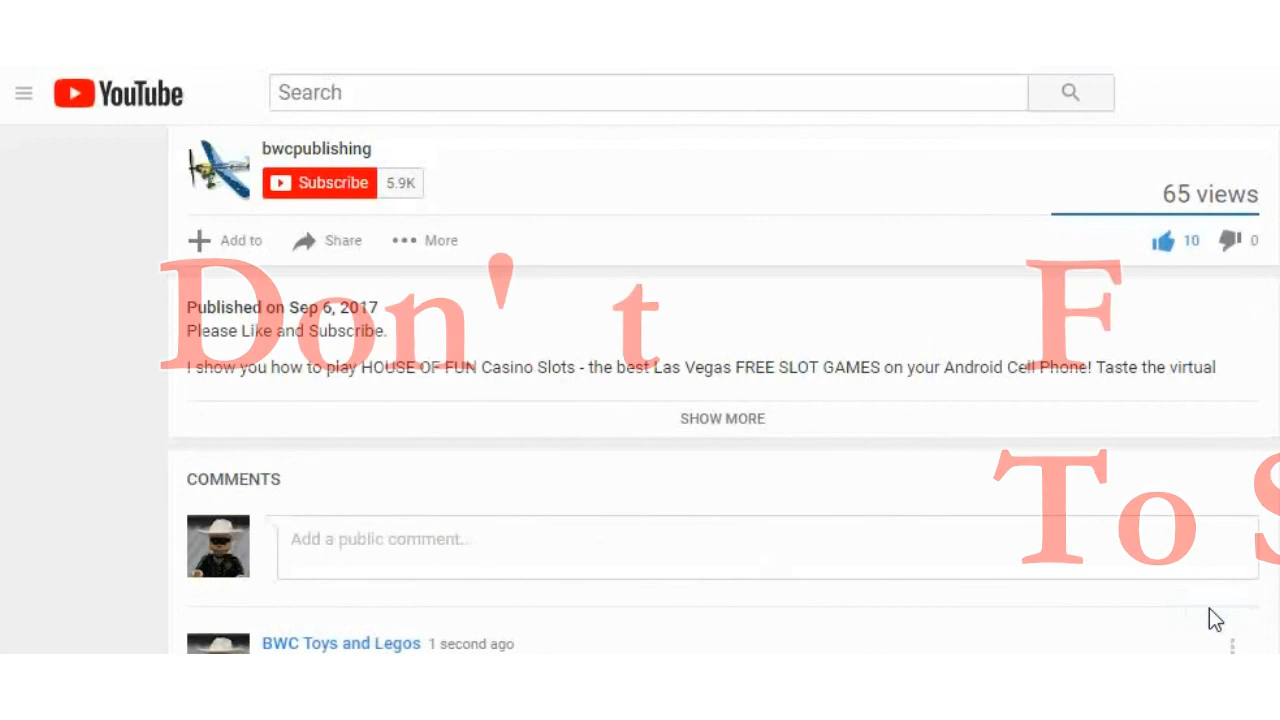 YouTube
Search
bwcpublishing
Subscribe 5.9K
65 views
Add to Share More 10 0
Don't F
Published on Sep 6, 2017
Please Like and Subscribe.
I show you how to play HOUSE OF FUN Casino Slots - the best Las Vegas FREE SLOT GAMES on your Android Cell Phone! Taste the virtual
SHOW MORE
COMMENTS
To S
Add a public comment...
BWC Toys and Legos 1 second ago